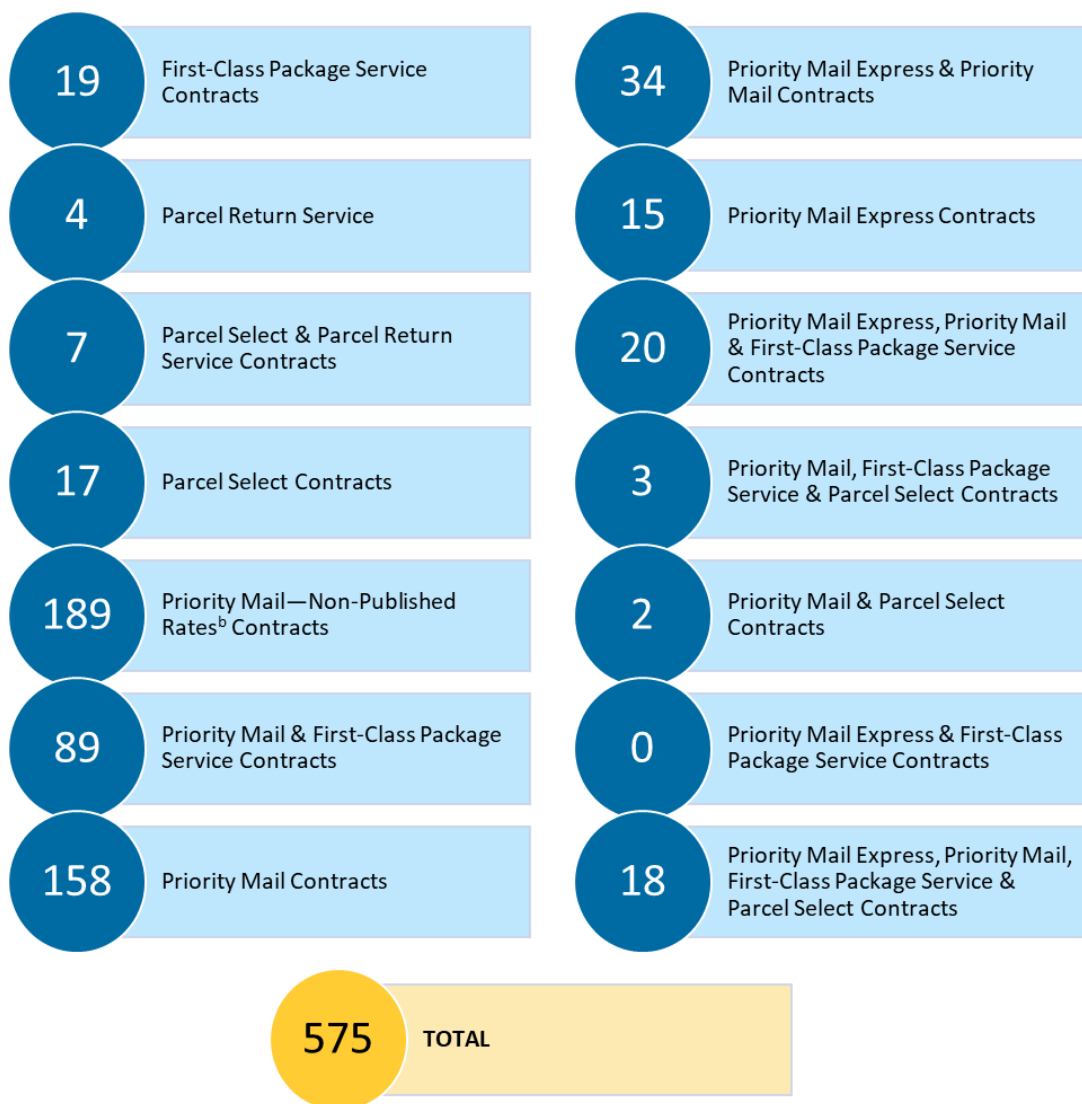 19
First-Class Package Service
Contracts
4
Parcel Return Service
7
Parcel Select & Parcel Return
Service Contracts
17
Parcel Select Contracts
189
Priority Mail—Non-Published
Ratesᵇ Contracts
89
Priority Mail & First-Class Package
Service Contracts
158
Priority Mail Contracts
34
Priority Mail Express & Priority
Mail Contracts
15
Priority Mail Express Contracts
20
Priority Mail Express, Priority Mail
& First-Class Package Service
Contracts
3
Priority Mail, First-Class Package
Service & Parcel Select Contracts
2
Priority Mail & Parcel Select
Contracts
0
Priority Mail Express & First-Class
Package Service Contracts
18
Priority Mail Express, Priority Mail,
First-Class Package Service &
Parcel Select Contracts
575
TOTAL